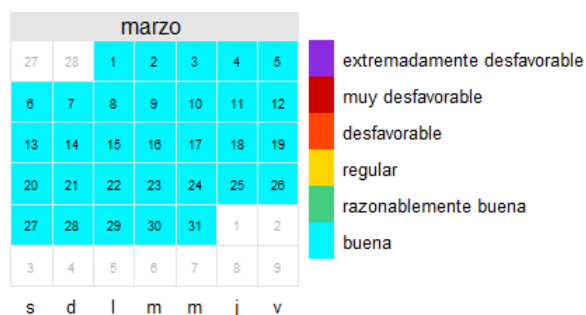 marzo
27 28 1 2 3 4 5
6 7 8 9 10 11 12
13 14 15 16 17 18 19
20 21 22 23 24 25 26
27 28 29 30 31 1 2
3 4 5 6 7 8 9
s d l m m j v
extremadamente desfavorable
muy desfavorable
desfavorable
regular
razonablemente buena
buena